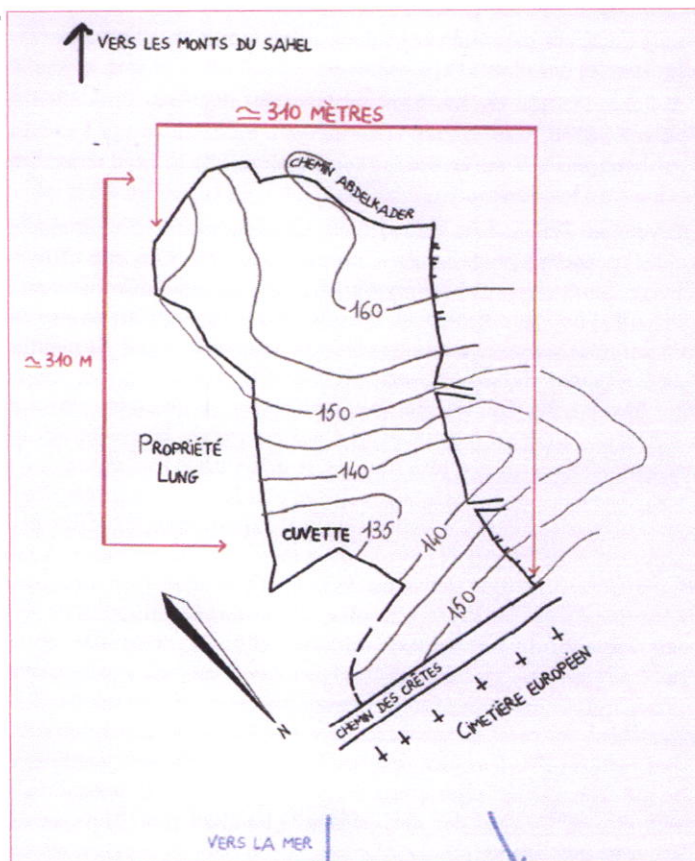 VERS LES MONTS DU SAHEL
≃ 310 MÈTRES
CHEMIN ABDELKADER
160
≃ 310 M
150
PROPRIÉTÉ
LUNG
140
CUVETTE
135
140
150
N
CHEMIN DES CRÊTES
CIMETIÈRE EUROPÉEN
VERS LA MER